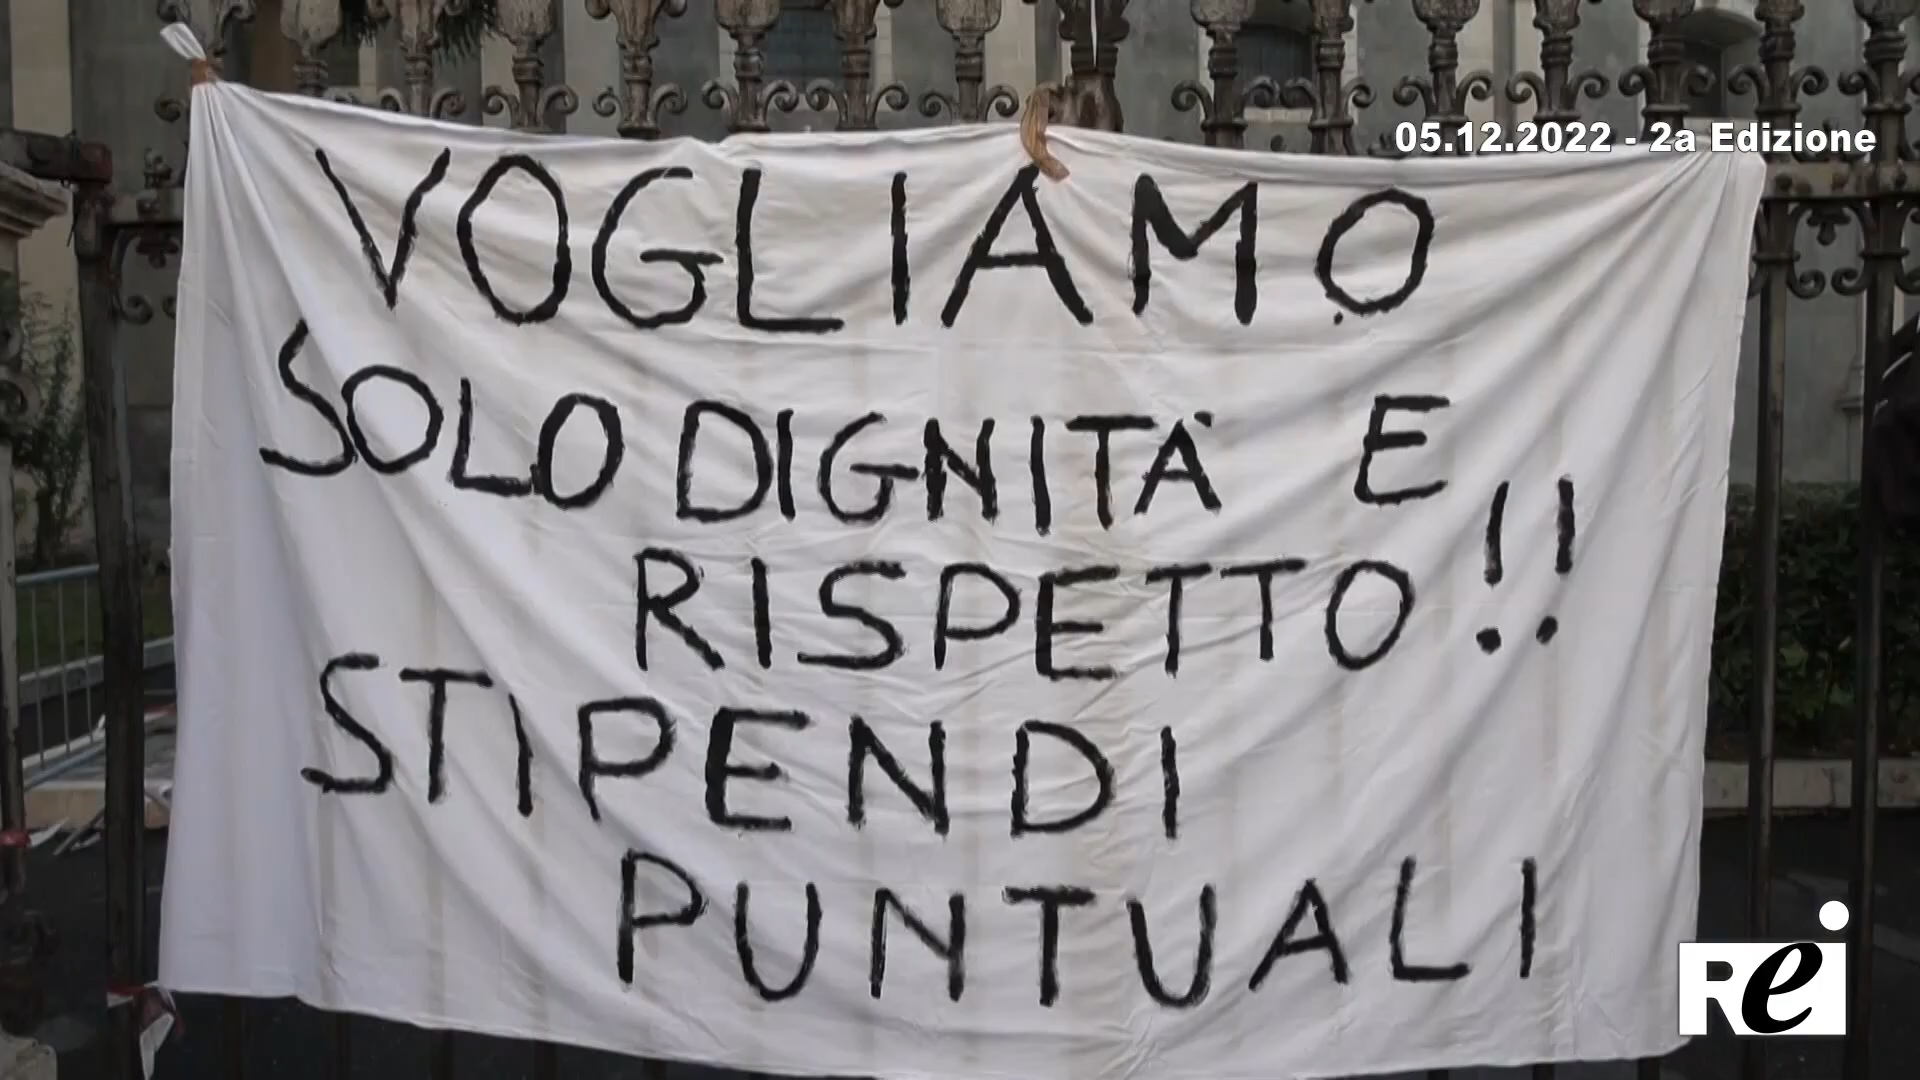 05.12.2022 - 2a Edizione
VOGLIAMO
SOLO DIGNITÀ E
RISPETTO!!
STIPENDI
PUNTUALI
Rei